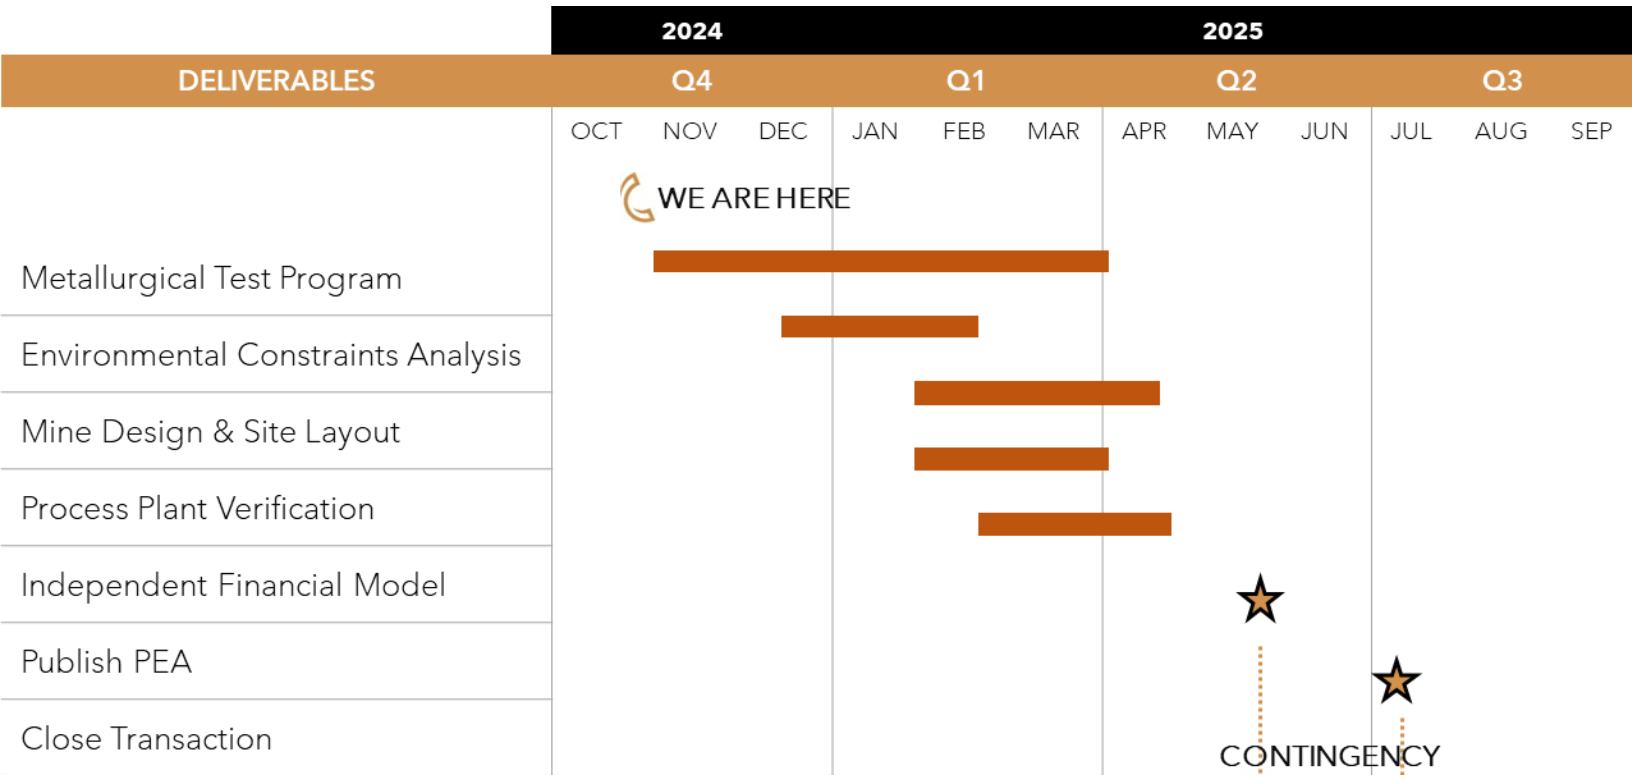 2024 2025
DELIVERABLES Q4 Q1 Q2 Q3
OCT NOV DEC JAN FEB MAR APR MAY JUN JUL AUG SEP
WE ARE HERE
Metallurgical Test Program
Environmental Constraints Analysis
Mine Design & Site Layout
Process Plant Verification
Independent Financial Model
Publish PEA
Close Transaction
CONTINGENCY